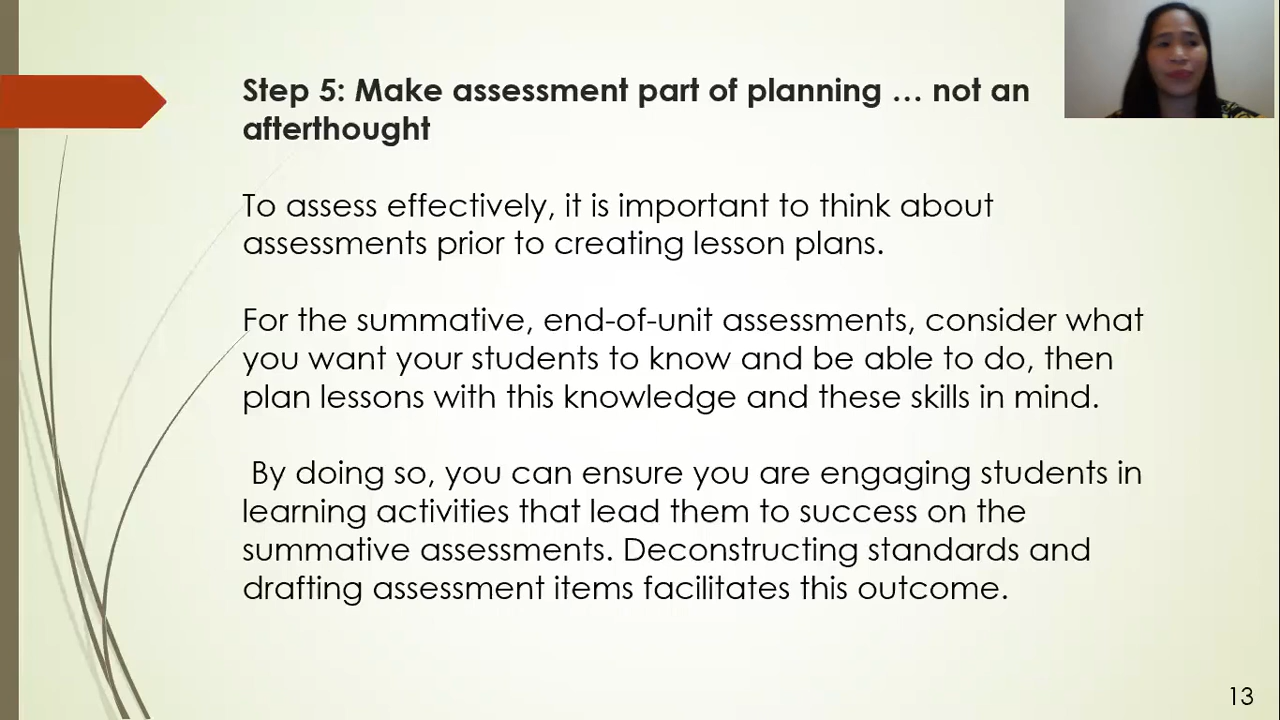 Step 5: Make assessment part of planning … not an
afterthought
To assess effectively, it is important to think about
assessments prior to creating lesson plans.
For the summative, end-of-unit assessments, consider what
you want your students to know and be able to do, then
plan lessons with this knowledge and these skills in mind.
By doing so, you can ensure you are engaging students in
learning activities that lead them to success on the
summative assessments. Deconstructing standards and
drafting assessment items facilitates this outcome.
13